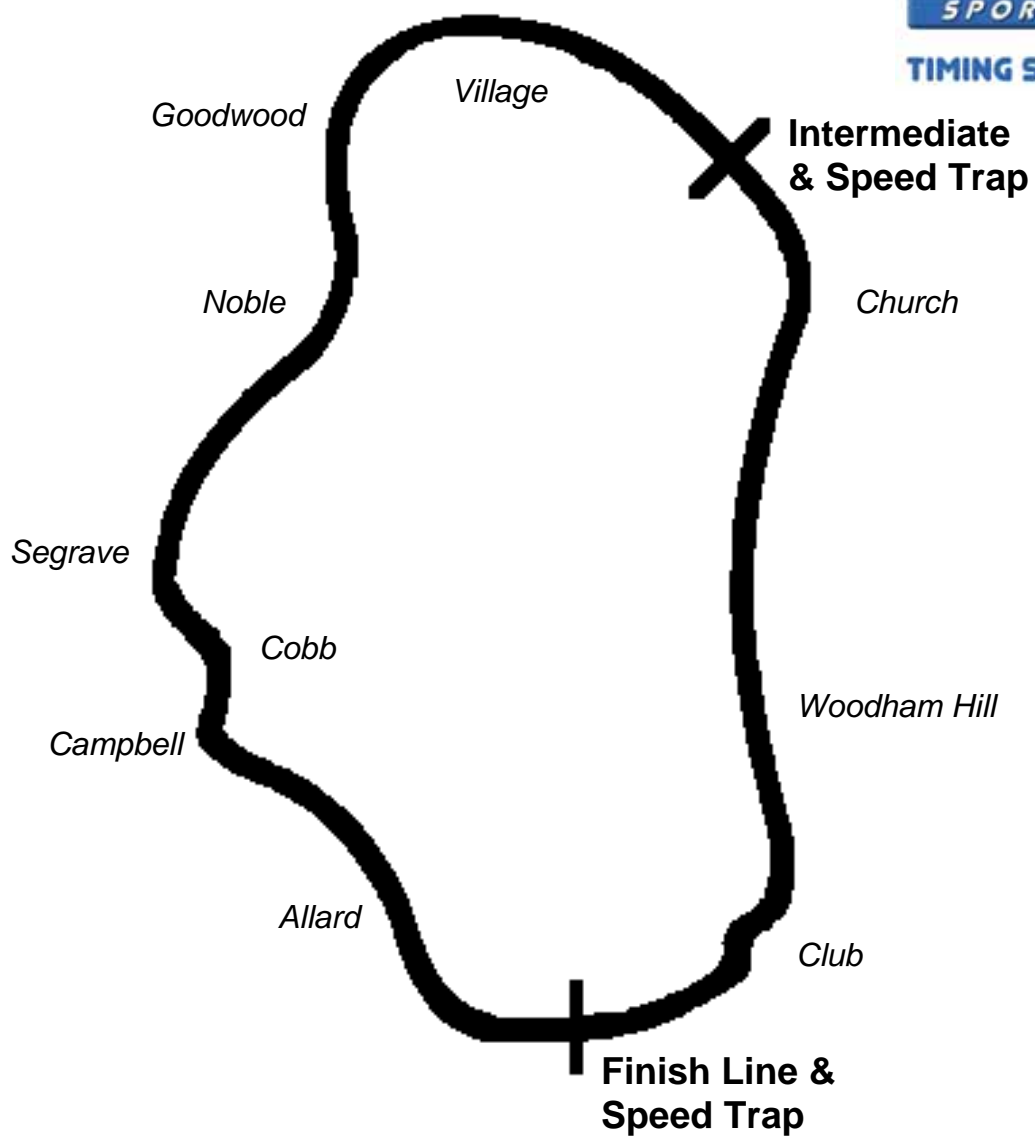 Village
Goodwood
Intermediate
& Speed Trap
Noble
Church
Segrave
Cobb
Woodham Hill
Campbell
Allard
Club
Finish Line &
Speed Trap
TIMING